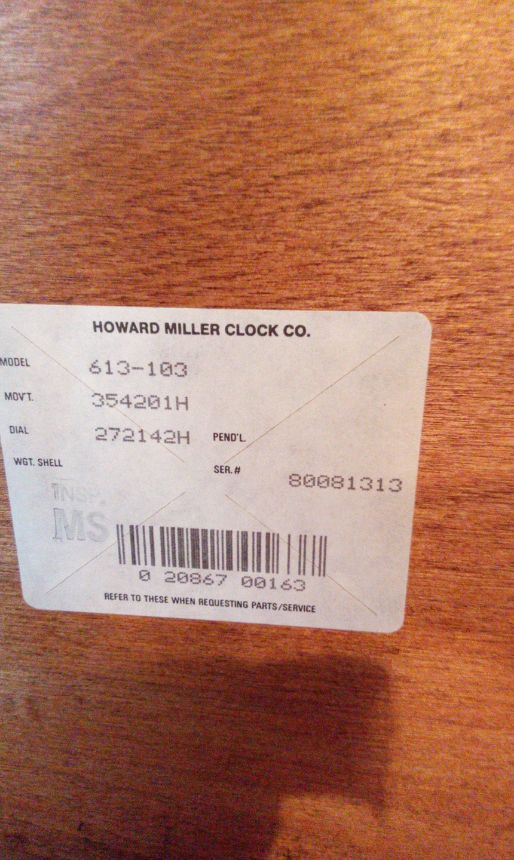 HOWARD MILLER CLOCK CO.
MODEL 613-103
MOV'T. 354201H
DIAL 272142H PEND'L.
WGT. SHELL SER.# 80081313
INSP.
MS
0 20867 00163
REFER TO THESE WHEN REQUESTING PARTS/SERVICE